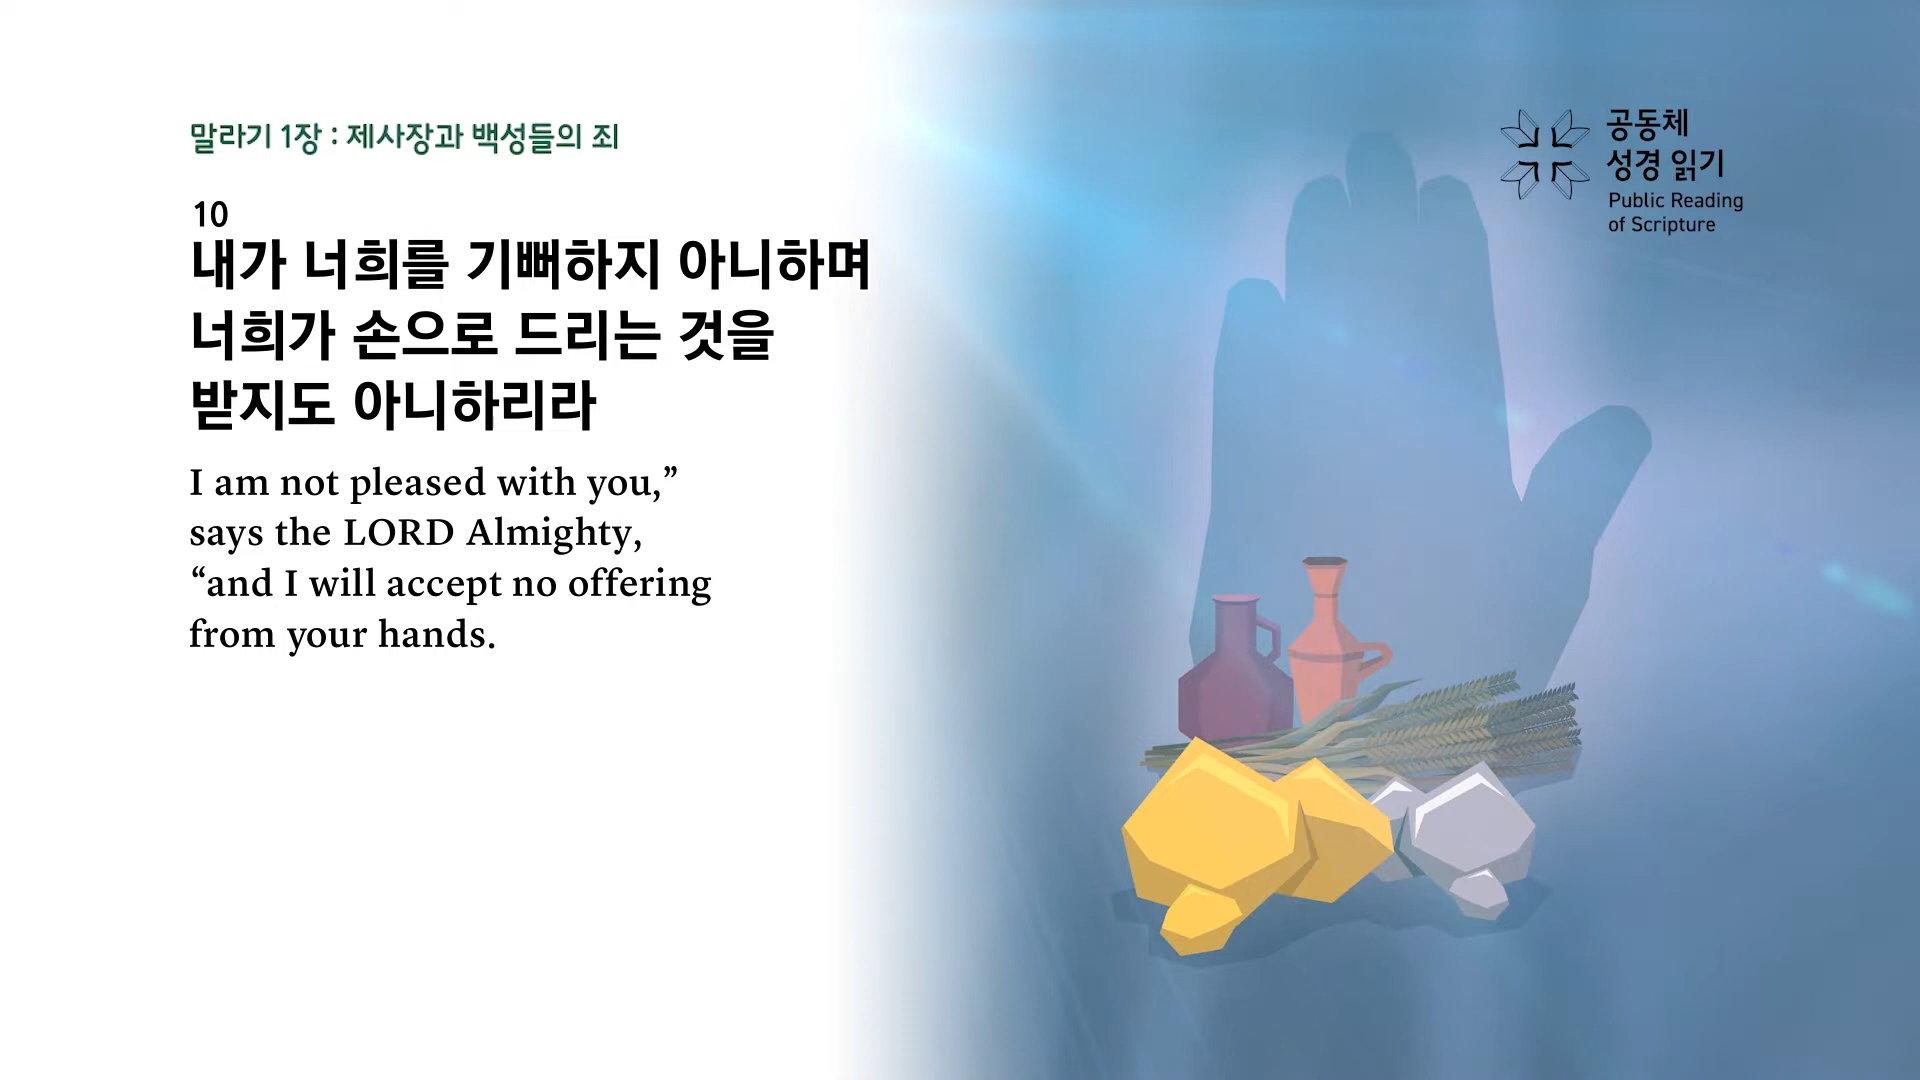 말라기 1장 : 제사장과 백성들의 죄
10
내가 너희를 기뻐하지 아니하며
너희가 손으로 드리는 것을
받지도 아니하리라
I am not pleased with you,”
says the LORD Almighty,
“and I will accept no offering
from your hands.
공동체
성경 읽기
Public Reading
of Scripture